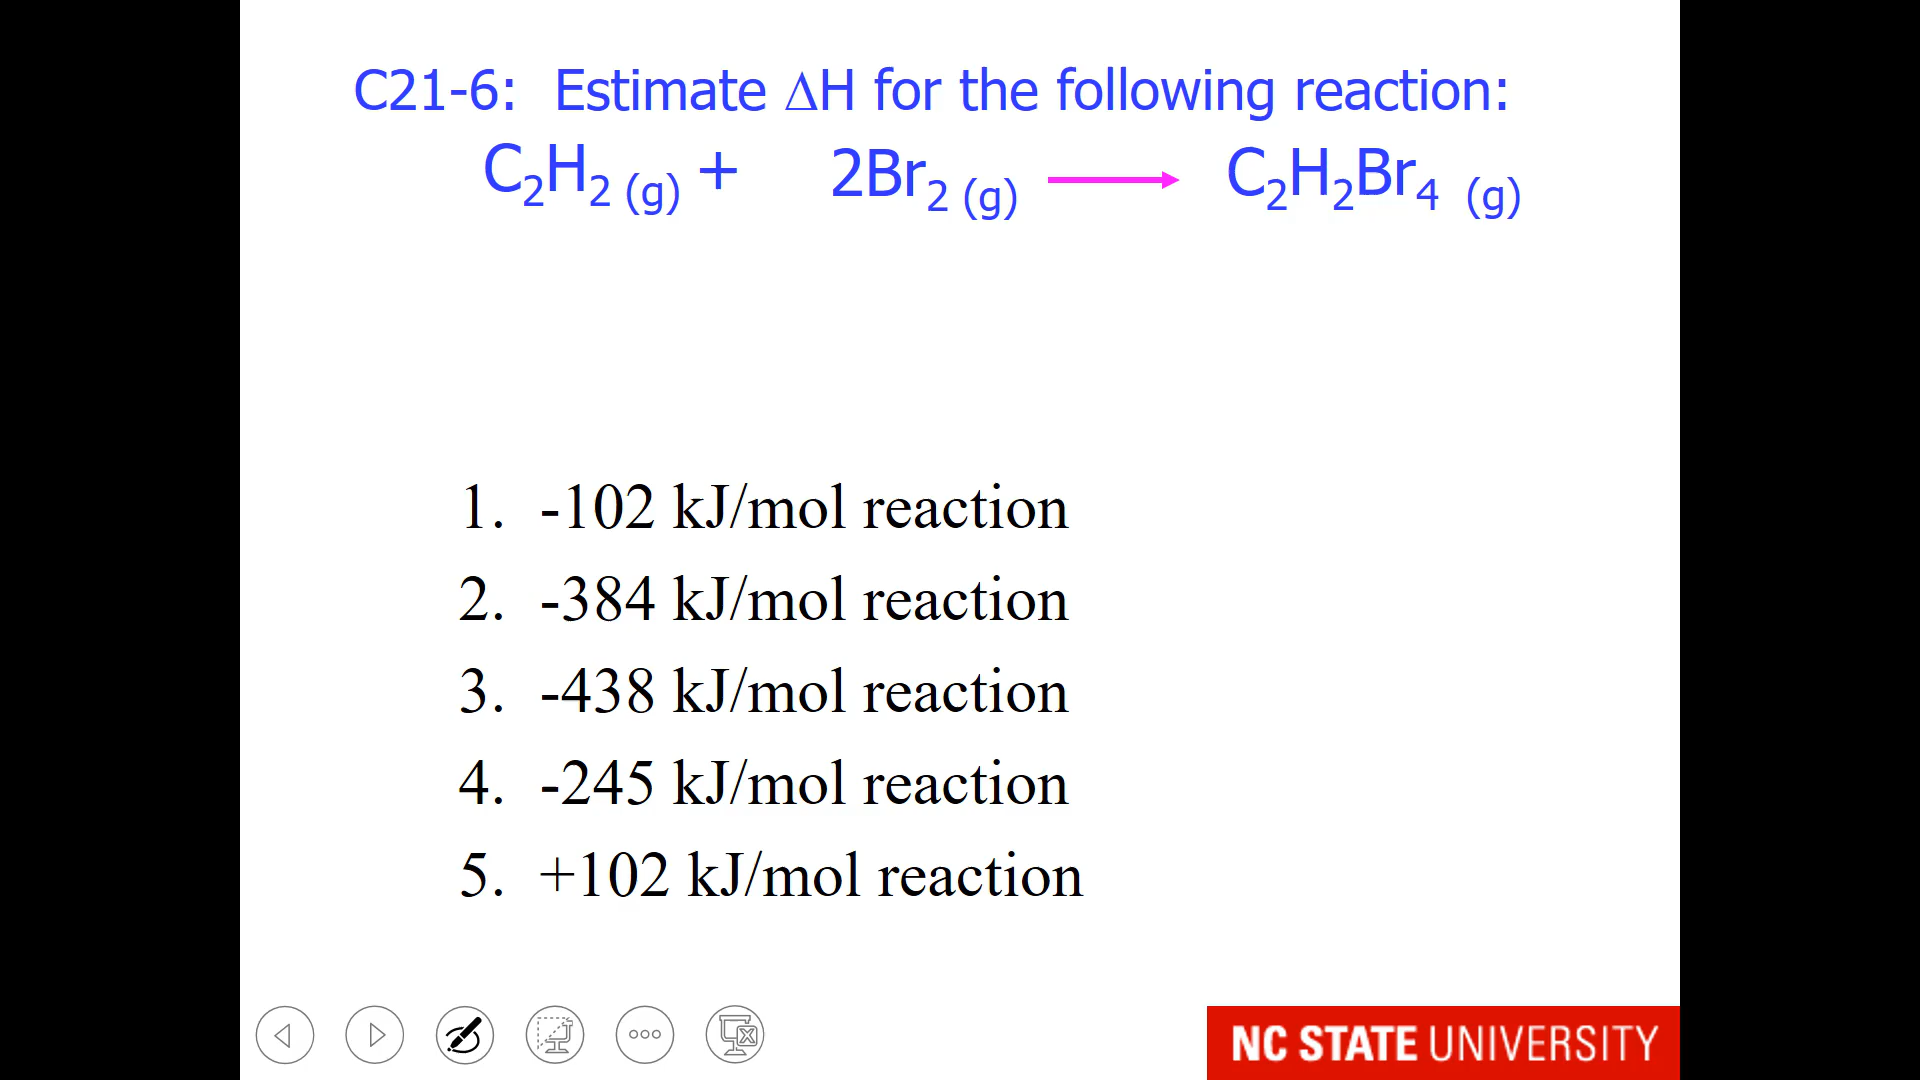 C21-6: Estimate ΔH for the following reaction:
C₂H₂ (g) + 2Br₂ (g) ⟶ C₂H₂Br₄ (g)
1. -102 kJ/mol reaction
2. -384 kJ/mol reaction
3. -438 kJ/mol reaction
4. -245 kJ/mol reaction
5. +102 kJ/mol reaction
NC STATE UNIVERSITY